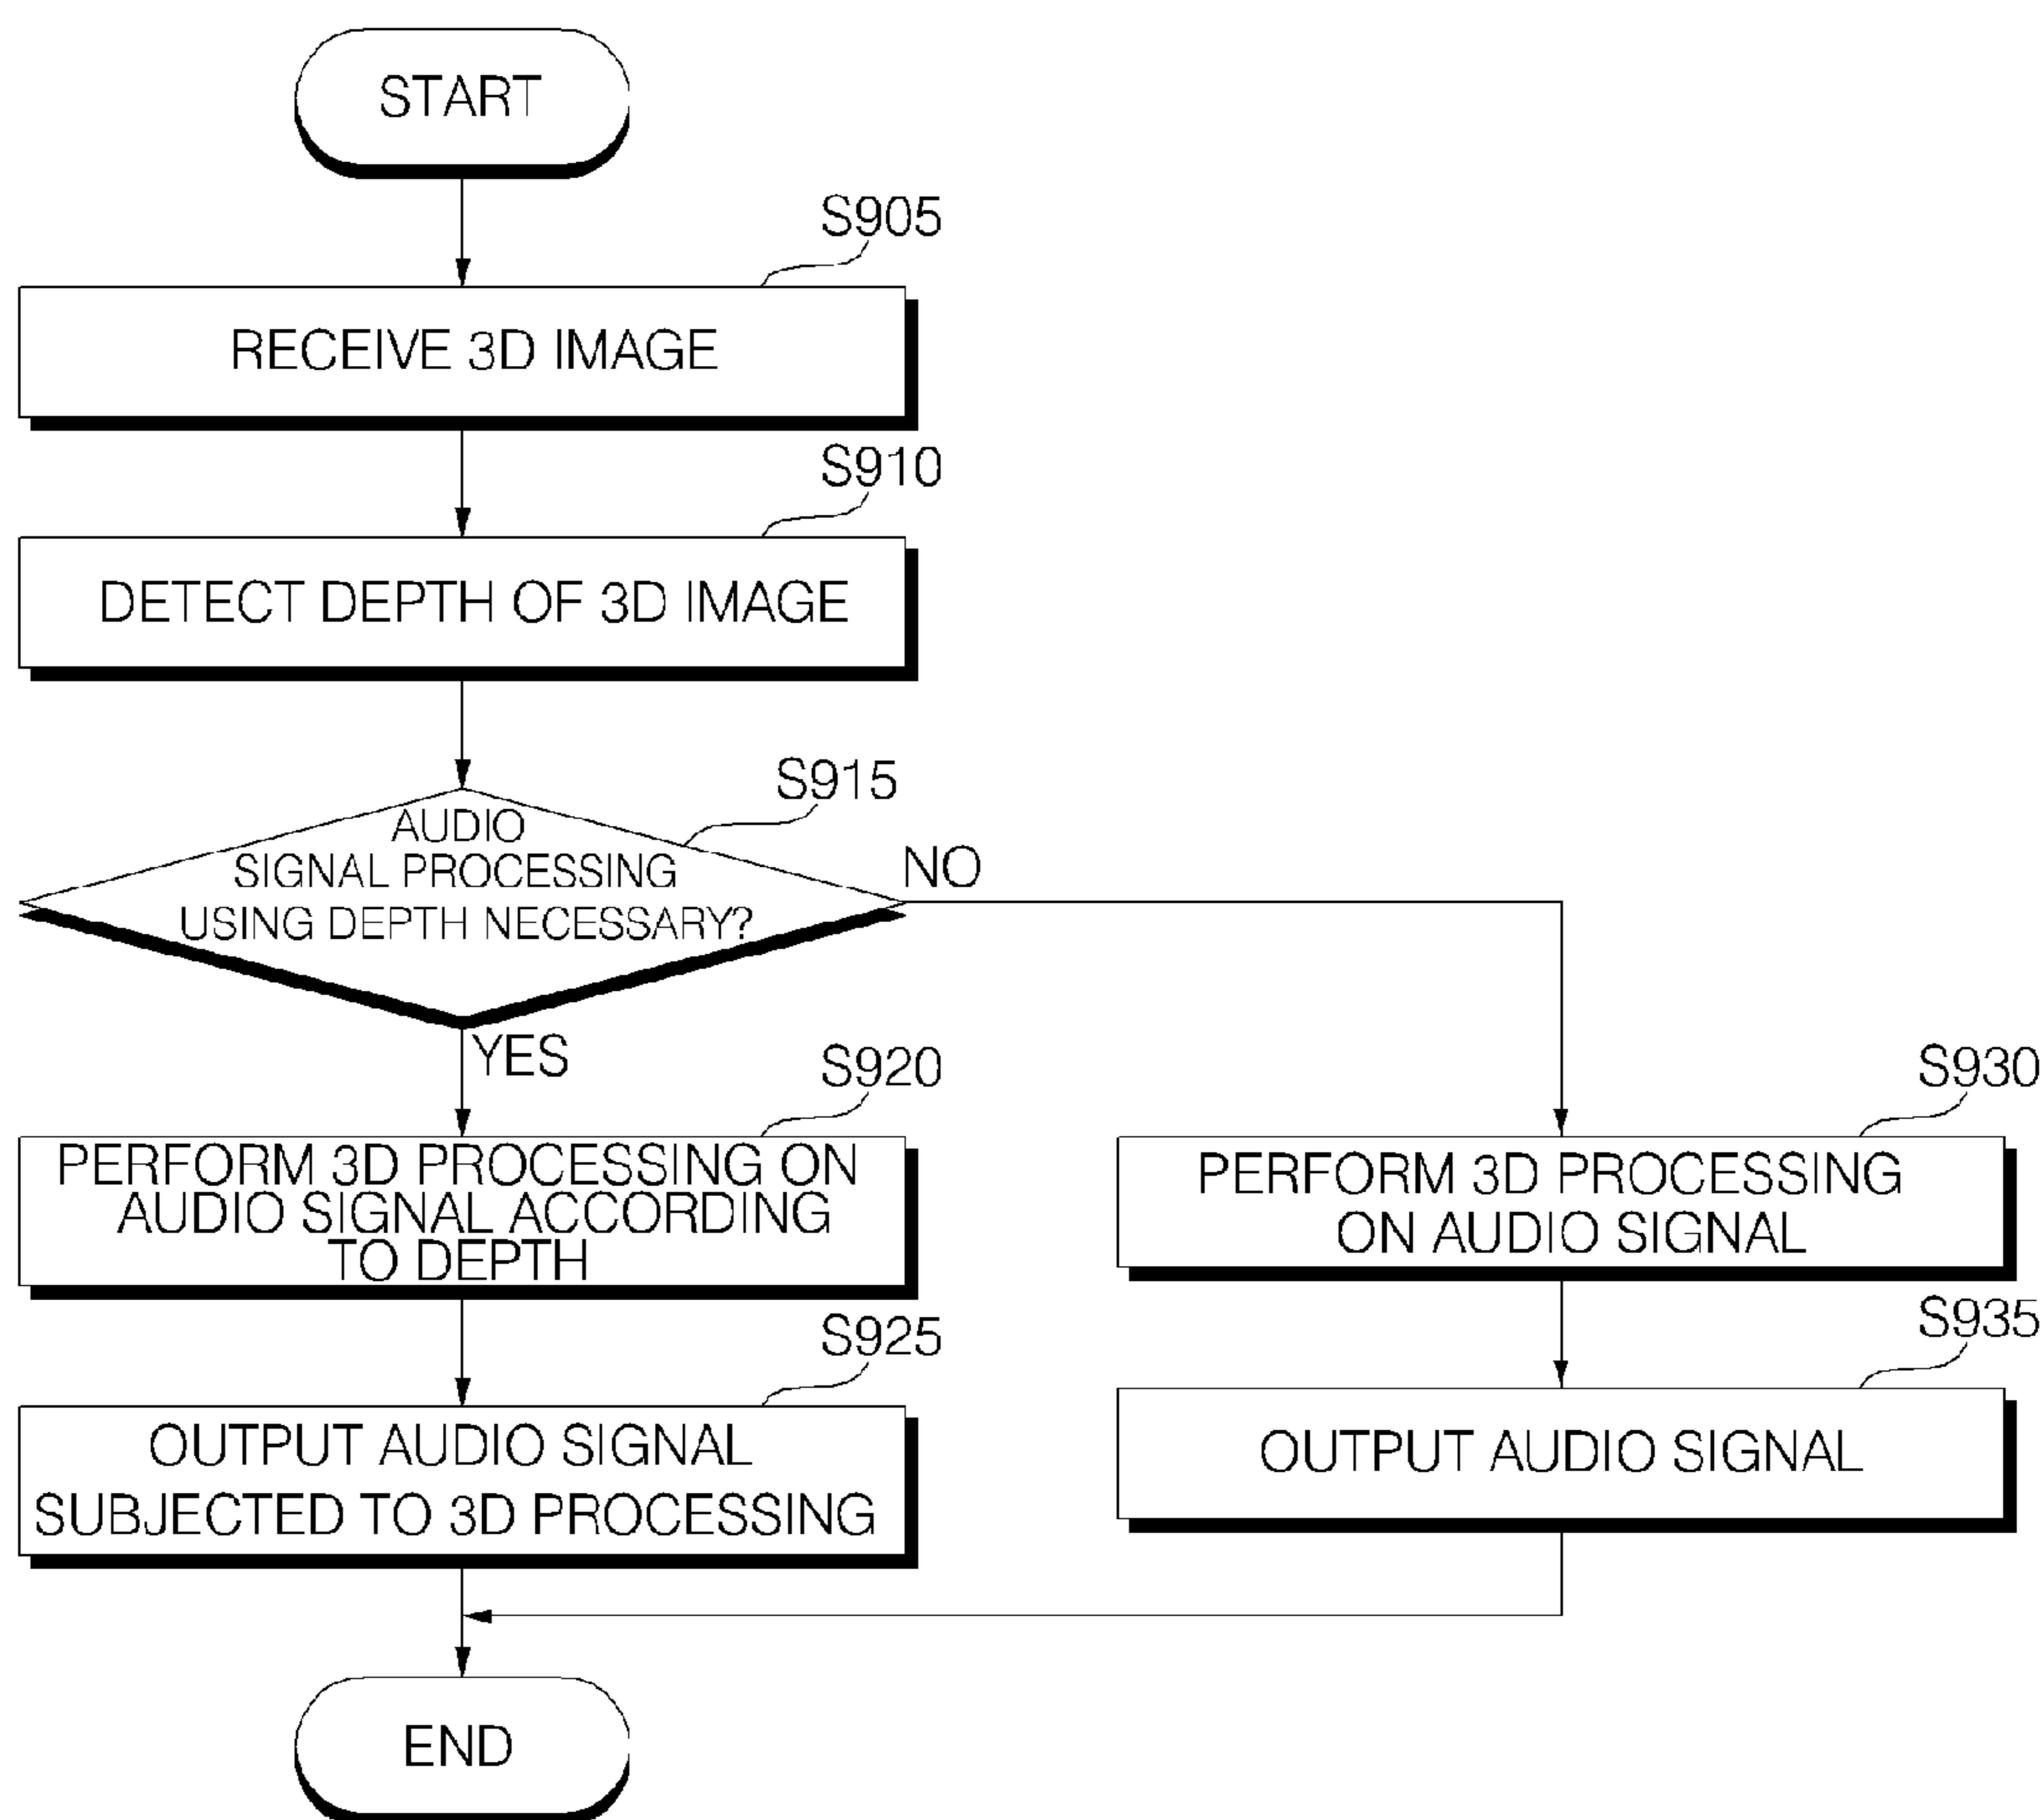 START
S905
RECEIVE 3D IMAGE
S910
DETECT DEPTH OF 3D IMAGE
S915
AUDIO
SIGNAL PROCESSING
USING DEPTH NECESSARY?
NO
YES
S920
PERFORM 3D PROCESSING ON
AUDIO SIGNAL ACCORDING
TO DEPTH
S930
PERFORM 3D PROCESSING
ON AUDIO SIGNAL
S925
OUTPUT AUDIO SIGNAL
SUBJECTED TO 3D PROCESSING
S935
OUTPUT AUDIO SIGNAL
END